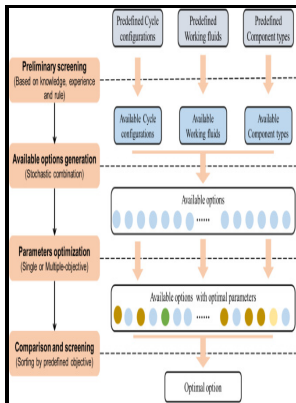 Predefined Cycle
configurations
Predefined
Working fluids
Predefined
Component types
Preliminary screening
(Based on knowledge, experience
and rule)
Available Cycle
configurations
Available
Working fluids
Available
Component types
Available options generation
(Stochastic combination)
Available options
......
Parameters optimization
(Single or Multiple-objective)
Available options with optimal parameters
......
Comparison and screening
(Sorting by predefined objective)
Optimal option